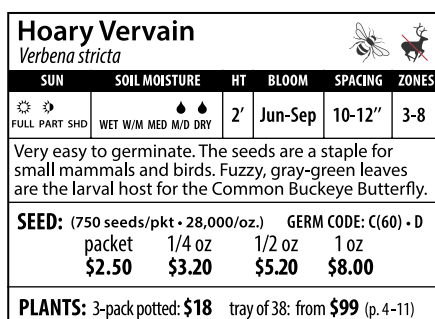 Hoary Vervain
Verbena stricta
SUN SOIL MOISTURE HT BLOOM SPACING ZONES
FULL PART SHD WET W/M MED M/D DRY 2' Jun-Sep 10-12" 3-8
Very easy to germinate. The seeds are a staple for
small mammals and birds. Fuzzy, gray-green leaves
are the larval host for the Common Buckeye Butterfly.
SEED: (750 seeds/pkt • 28,000/oz.) GERM CODE: C(60) • D
packet 1/4 oz 1/2 oz 1 oz
$2.50 $3.20 $5.20 $8.00
PLANTS: 3-pack potted: $18 tray of 38: from $99 (p. 4-11)